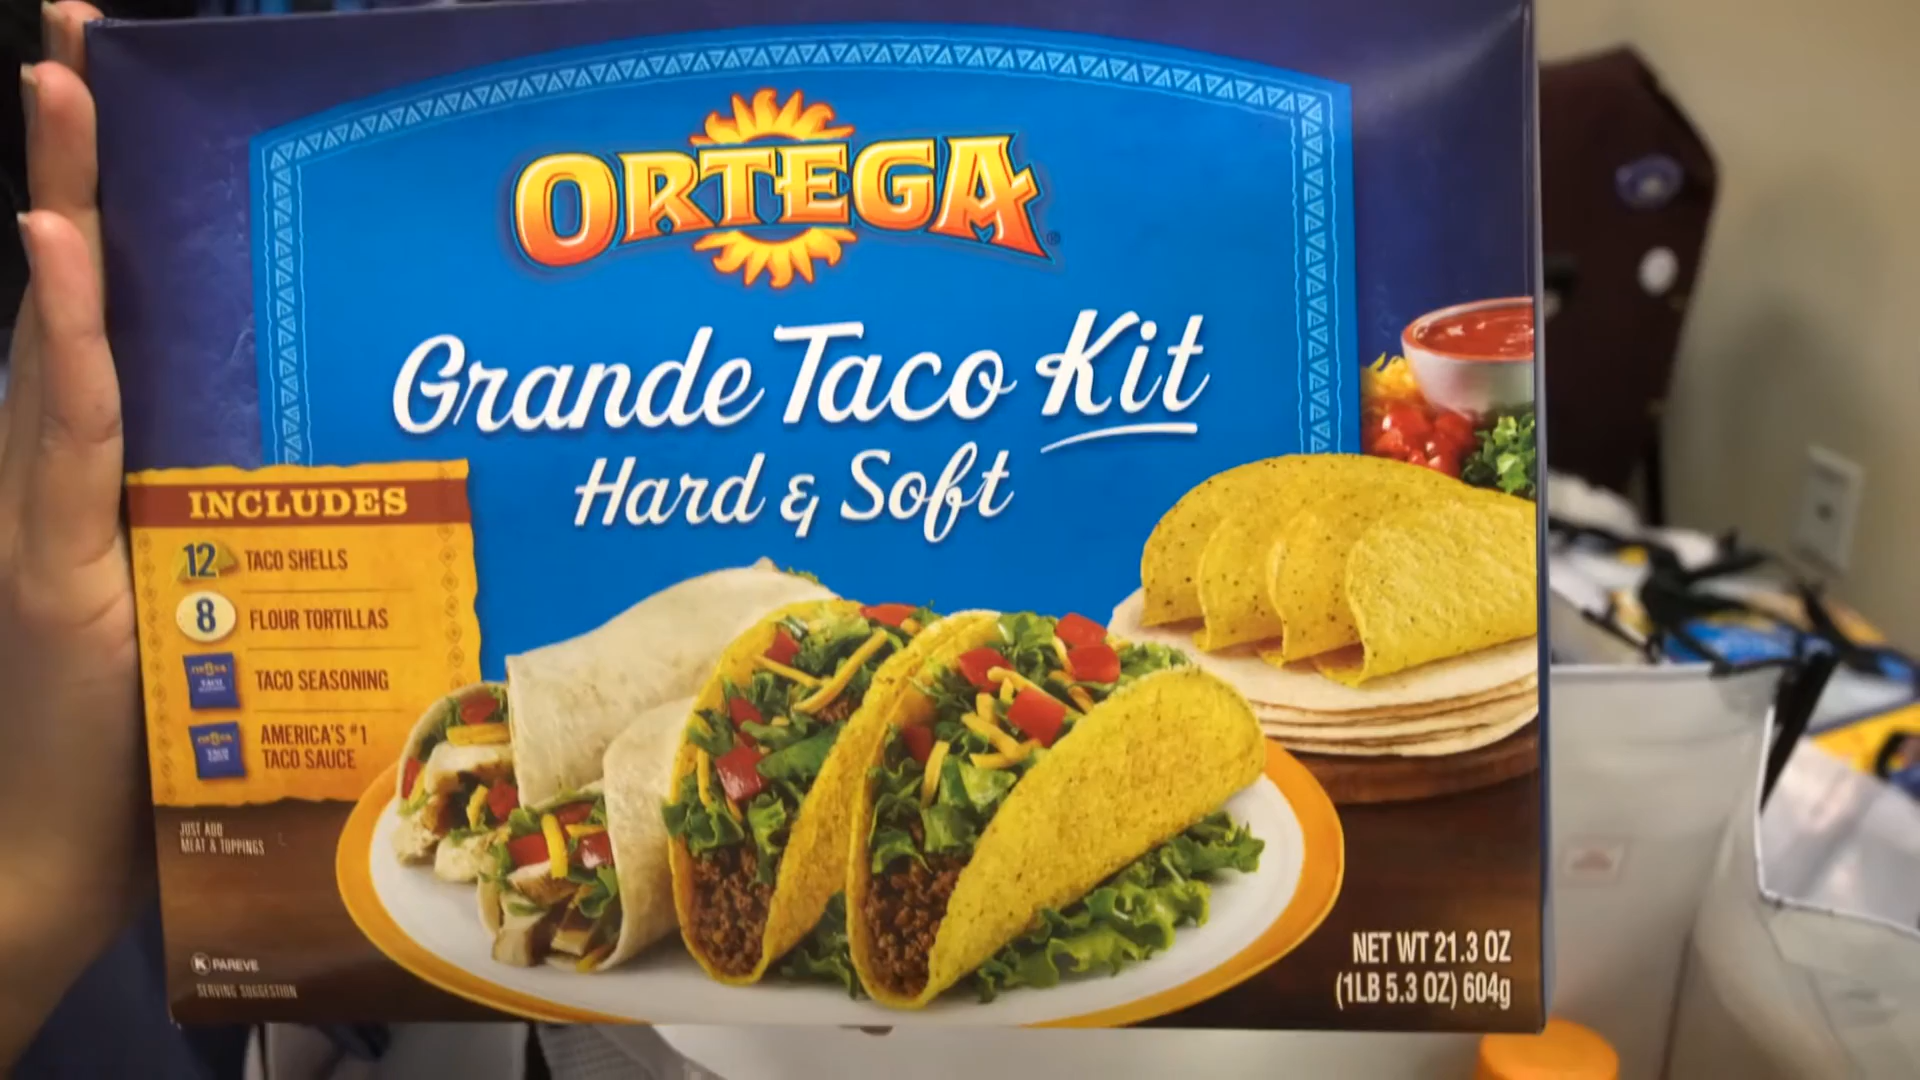 ORTEGA®
Grande Taco Kit
Hard & Soft
INCLUDES
12 TACO SHELLS
8 FLOUR TORTILLAS
TACO SEASONING
AMERICA'S #1
TACO SAUCE
JUST ADD
MEAT & TOPPINGS
K PAREVE
SERVING SUGGESTION
NET WT 21.3 OZ
(1LB 5.3 OZ) 604g